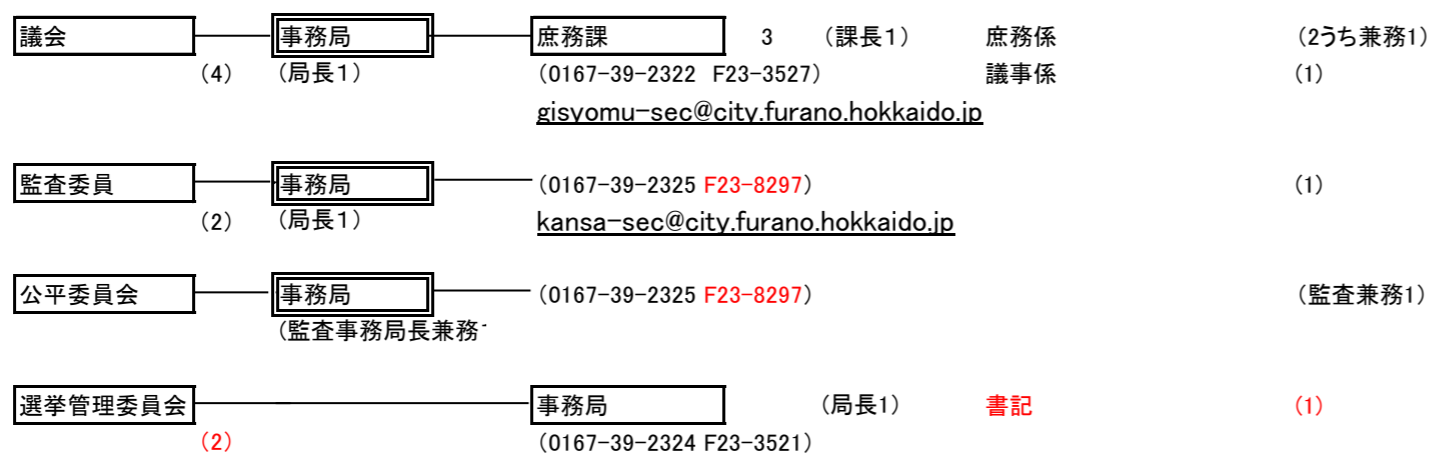 議会 事務局 庶務課 3 (課長1) 庶務係 (2うち兼務1)
(4) (局長1) (0167-39-2322 F23-3527) 議事係 (1)
gisyomu-sec@city.furano.hokkaido.jp
監査委員 事務局 (0167-39-2325 F23-8297) (1)
(2) (局長1) kansa-sec@city.furano.hokkaido.jp
公平委員会 事務局 (0167-39-2325 F23-8297) (監査兼務1)
(監査事務局長兼務
選挙管理委員会 事務局 (局長1) 書記 (1)
(2) (0167-39-2324 F23-3521)